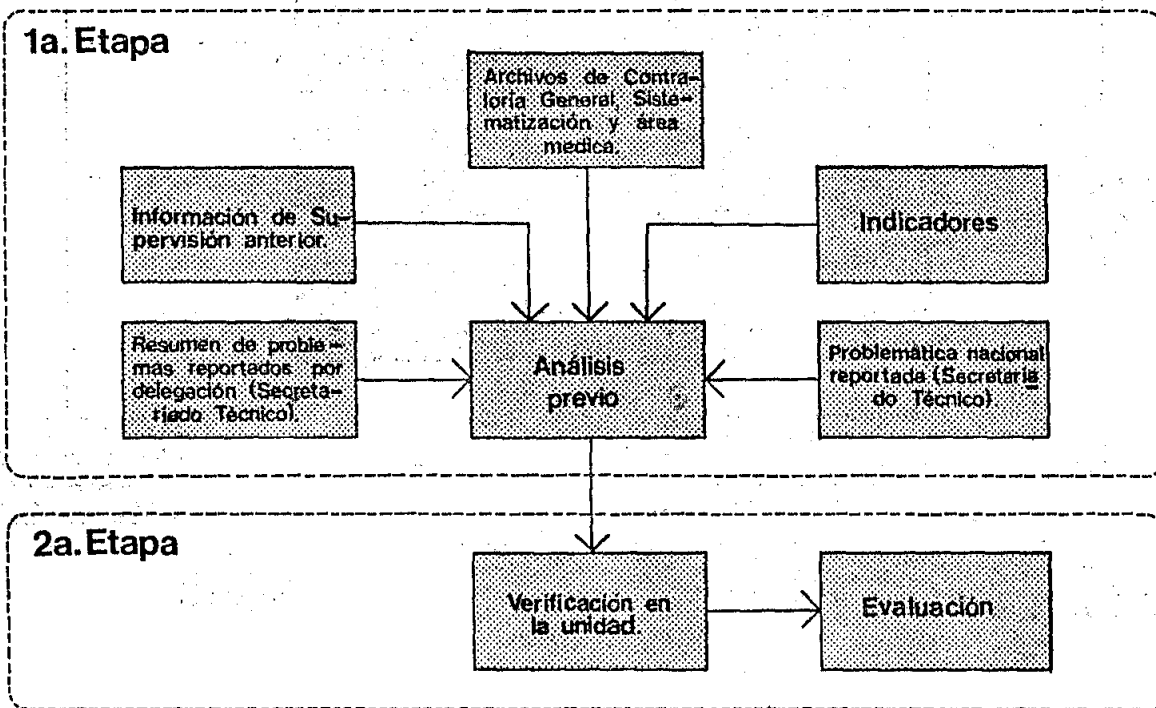 1a. Etapa
Archivos de Contra-
loría General, Siste-
matización y área
medica.
Información de Su-
pervisión anterior.
Indicadores
Resumen de proble-
mas reportados por
delegación (Secreta-
riado Técnico).
Análisis
previo
Problemática nacional
reportada (Secretaria
do Técnico)
2a. Etapa
Verificación en
la unidad.
Evaluación